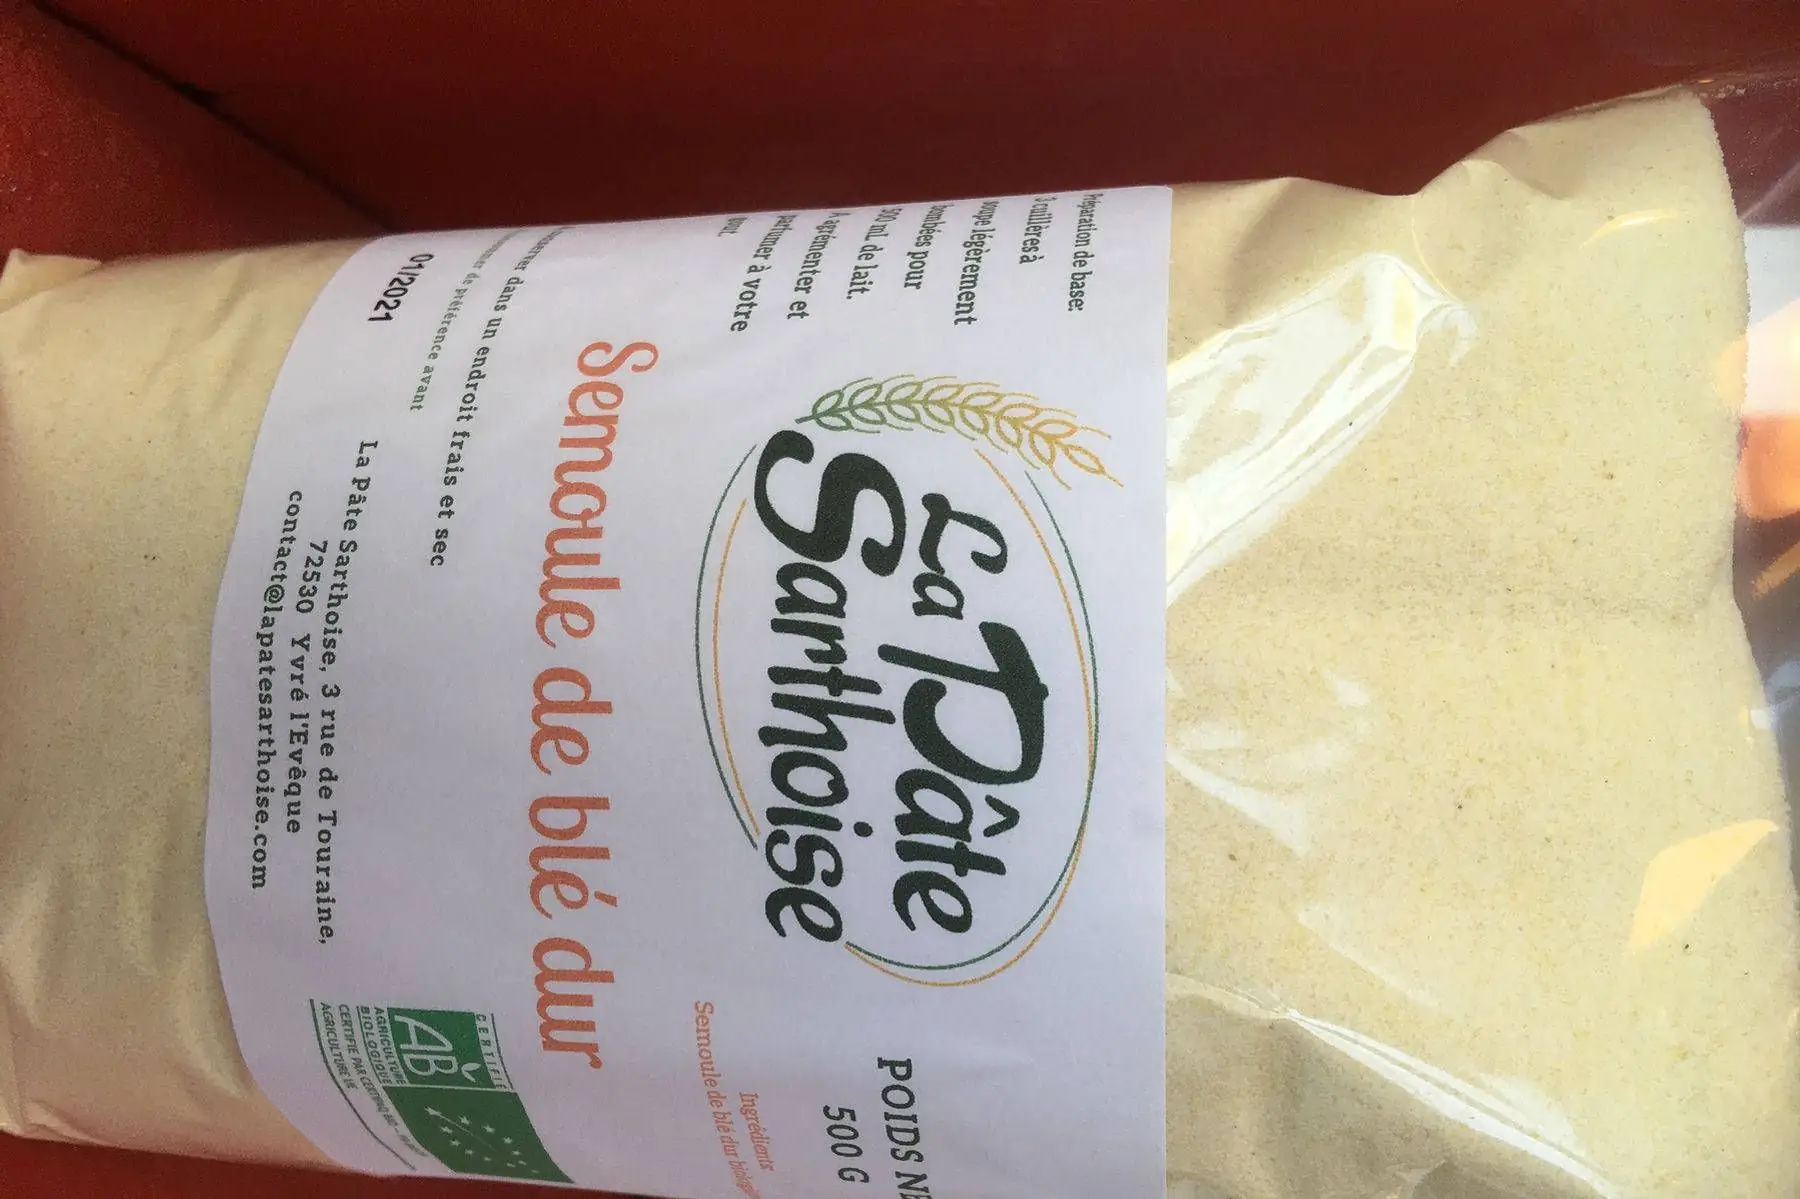 Préparation de base:
3 cuillères à
soupe légèrement
bombées pour
500 mL de lait.
A agrémenter et
parfumer à votre
goût.
La Pâte
Sarthoise
POIDS
500 G
Ingrédients
Semoule de blé dur
Semoule de blé dur
dans un endroit frais et sec
de préférence avant
01/2021
La Pâte Sarthoise, 3 rue de Touraine,
72530 Yvré l'Evêque
contact@lapatesarthoise.com
CERTIFIÉ
AB
AGRICULTURE
BIOLOGIQUE
CERTIFIE PAR
AGRICULTURE